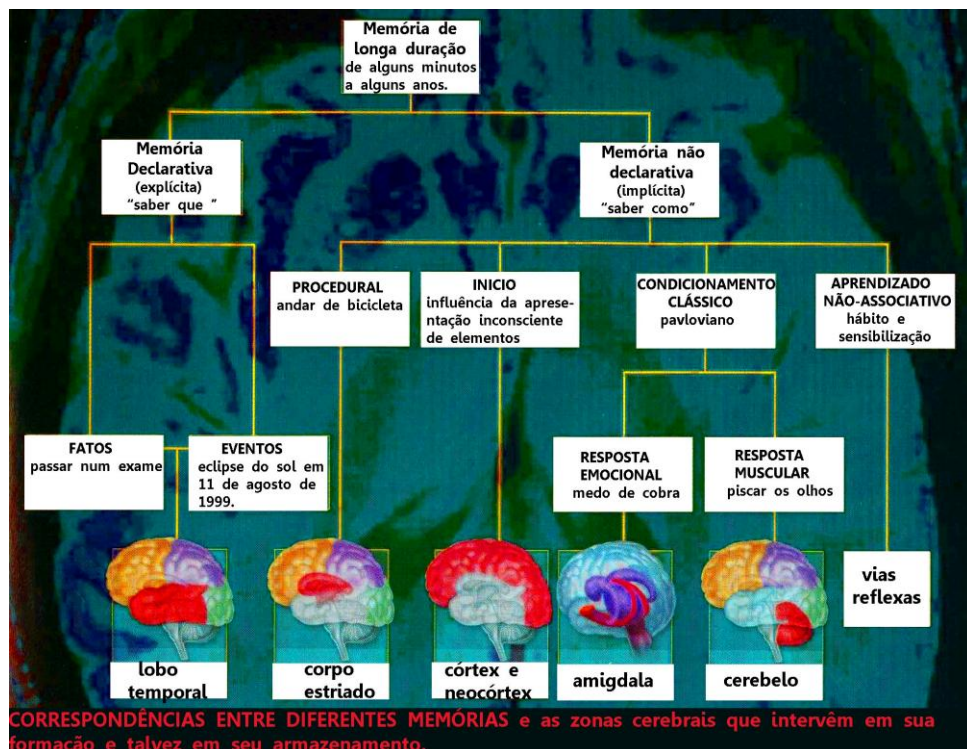 Memória de
longa duração
de alguns minutos
a alguns anos.
Memória
Declarativa
(explícita)
“saber que ”
Memória não
declarativa
(implícita)
“saber como”
PROCEDURAL
andar de bicicleta
INICIO
influência da aprese-
ntação inconsciente
de elementos
CONDICIONAMENTO
CLÁSSICO
pavloviano
APRENDIZADO
NÃO-ASSOCIATIVO
hábito e
sensibilização
FATOS
passar num exame
EVENTOS
eclipse do sol em
11 de agosto de
1999.
RESPOSTA
EMOCIONAL
medo de cobra
RESPOSTA
MUSCULAR
piscar os olhos
lobo
temporal
corpo
estriado
córtex e
neocórtex
amigdala
cerebelo
vias
reflexas
CORRESPONDÊNCIAS ENTRE DIFERENTES MEMÓRIAS e as zonas cerebrais que intervêm em sua
formação e talvez em seu armazenamento.